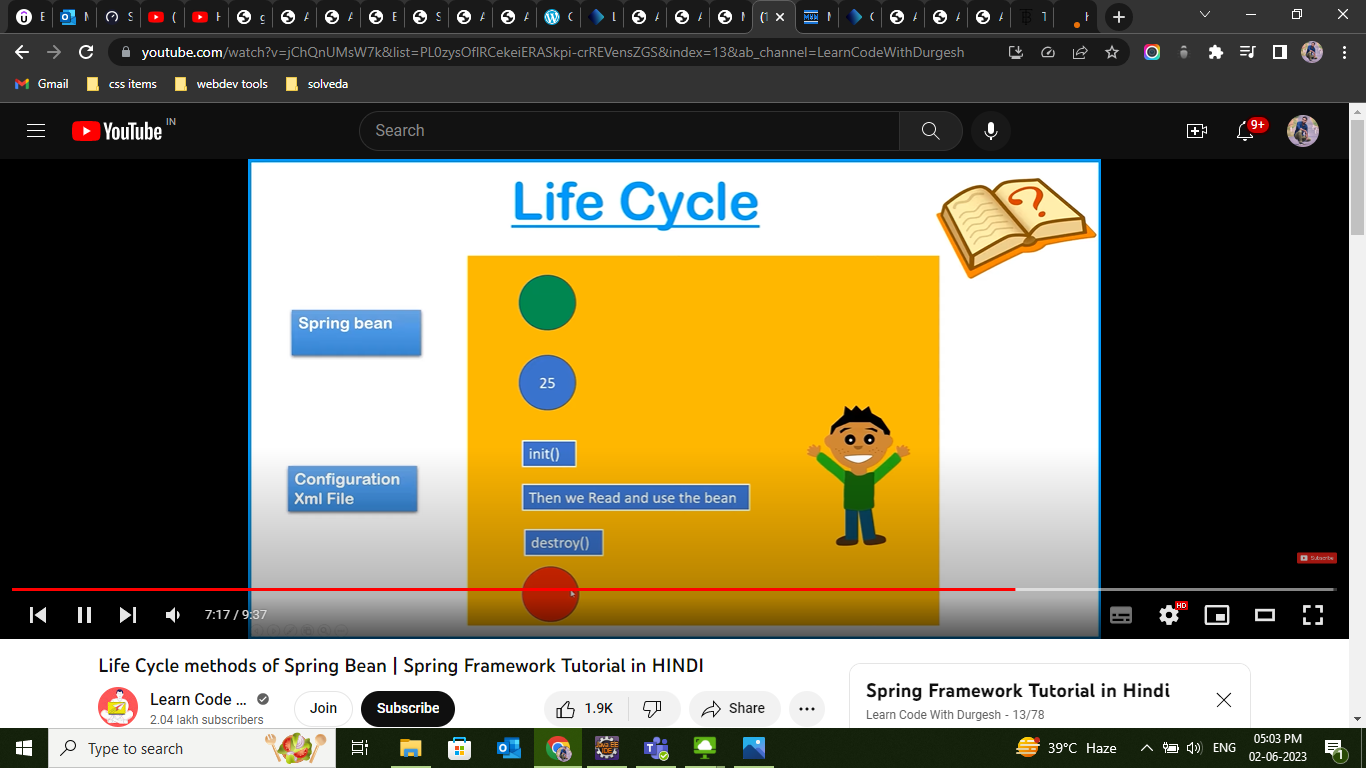 youtube.com/watch?v=jChQnUMsW7k&list=PL0zysOflRCekeiERASkpi-crREVensZGS&index=13&ab_channel=LearnCodeWithDurgesh
Gmail
css items
webdev tools
solveda
YouTube IN
Search
9+
Life Cycle
?
Spring bean
25
init()
Configuration
Xml File
Then we Read and use the bean
destroy()
Subscribe
7:17 / 9:37
HD
Life Cycle methods of Spring Bean | Spring Framework Tutorial in HINDI
Learn Code ...
2.04 lakh subscribers
Join
Subscribe
1.9K
Share
Spring Framework Tutorial in Hindi
Learn Code With Durgesh - 13/78
Type to search
39°C Haze
ENG
05:03 PM
02-06-2023
1